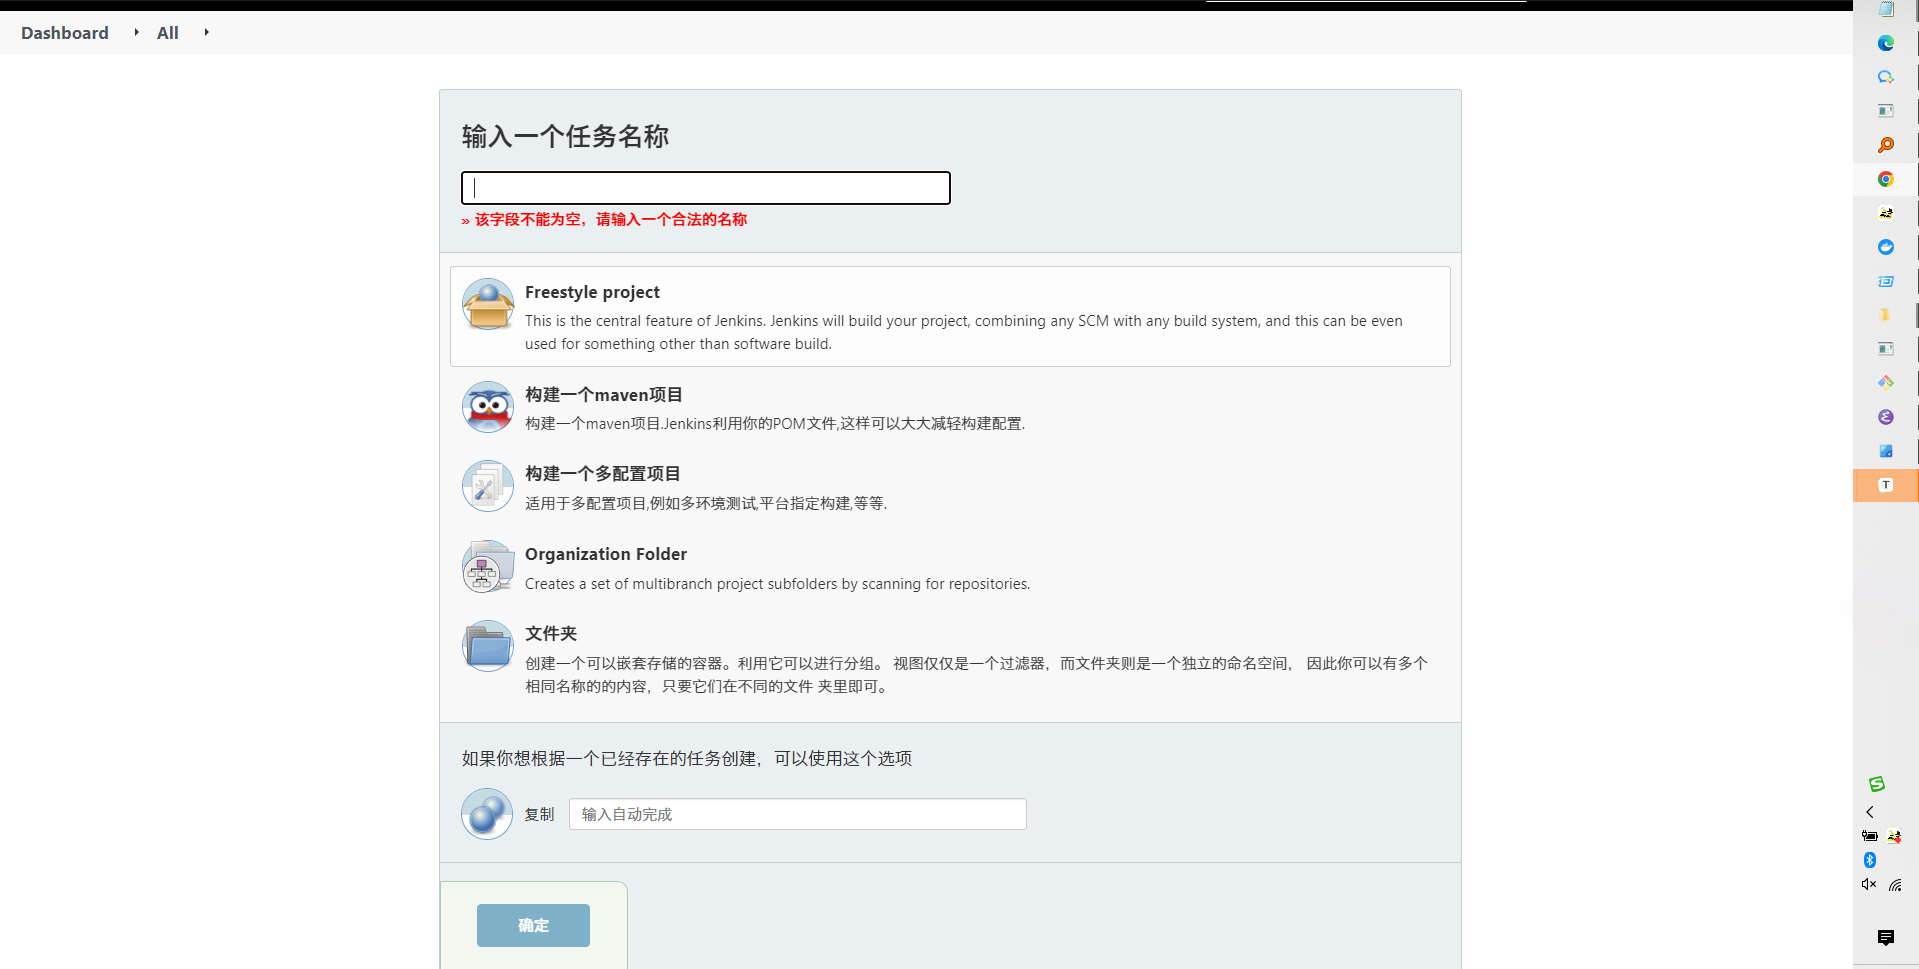 Dashboard
All
输入一个任务名称
» 该字段不能为空，请输入一个合法的名称
Freestyle project
This is the central feature of Jenkins. Jenkins will build your project, combining any SCM with any build system, and this can be even
used for something other than software build.
构建一个maven项目
构建一个maven项目.Jenkins利用你的POM文件,这样可以大大减轻构建配置.
构建一个多配置项目
适用于多配置项目,例如多环境测试,平台指定构建,等等.
Organization Folder
Creates a set of multibranch project subfolders by scanning for repositories.
文件夹
创建一个可以嵌套存储的容器。利用它可以进行分组。 视图仅仅是一个过滤器，而文件夹则是一个独立的命名空间， 因此你可以有多个
相同名称的的内容，只要它们在不同的文件 夹里即可。
如果你想根据一个已经存在的任务创建，可以使用这个选项
复制
输入自动完成
确定
T